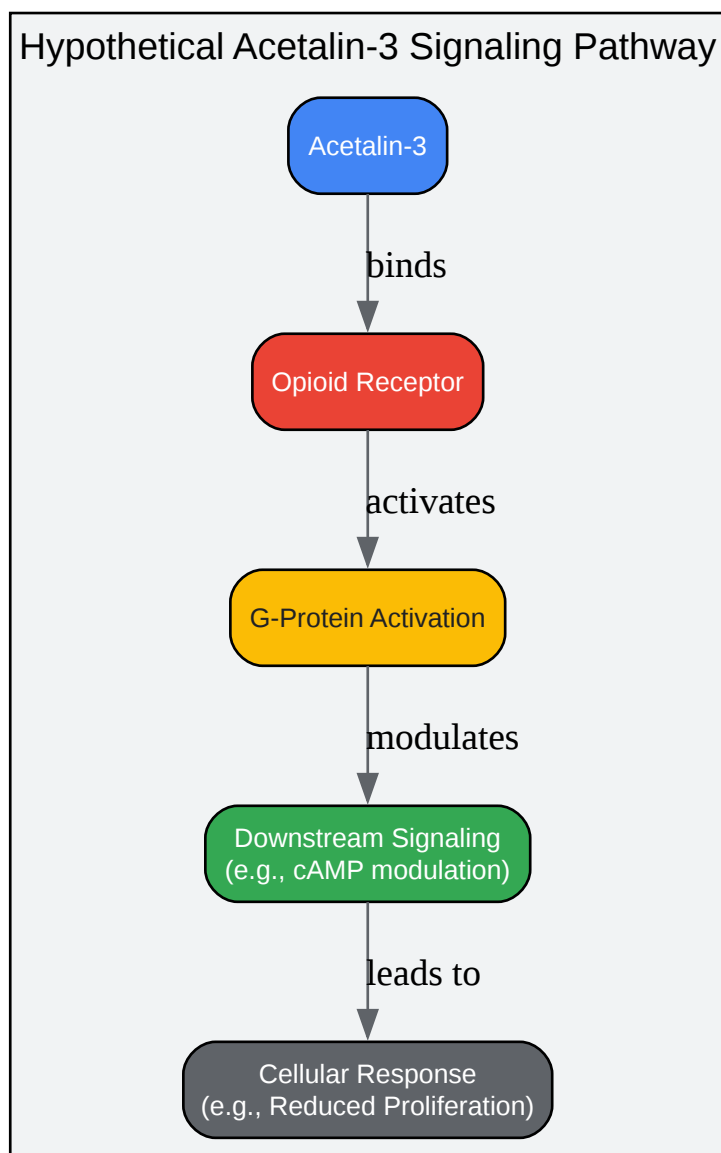 Hypothetical Acetalin-3 Signaling Pathway
Acetalin-3
binds
Opioid Receptor
activates
G-Protein Activation
modulates
Downstream Signaling
(e.g., cAMP modulation)
leads to
Cellular Response
(e.g., Reduced Proliferation)